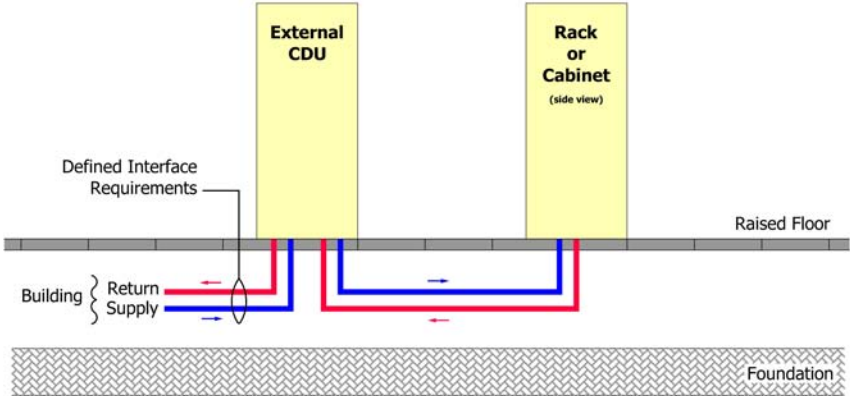 External
CDU
Rack
or
Cabinet
(side view)
Defined Interface
Requirements
Raised Floor
Building
Return
Supply
Foundation